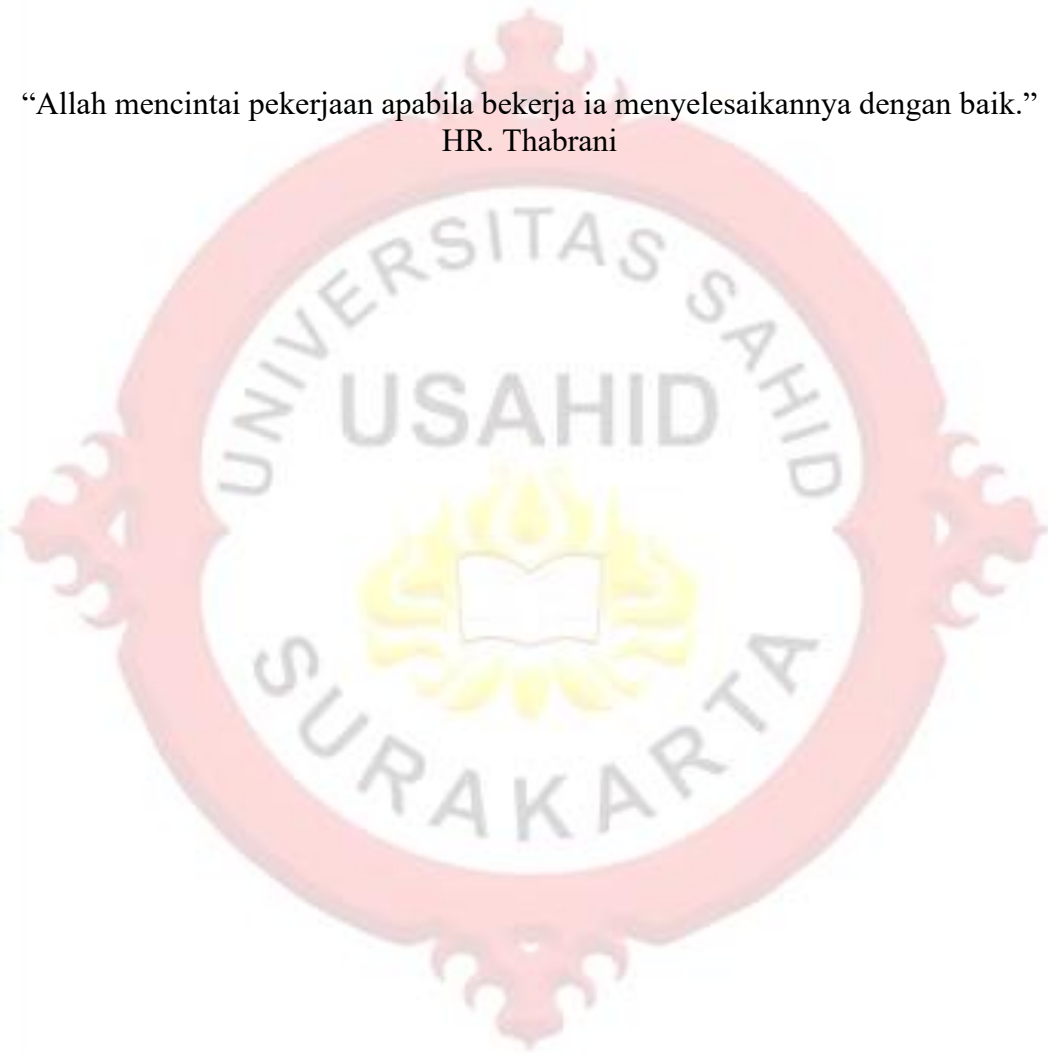 “Allah mencintai pekerjaan apabila bekerja ia menyelesaikannya dengan baik.”
HR. Thabrani
UNIVERSITAS SAHID
USAHID
SURAKARTA